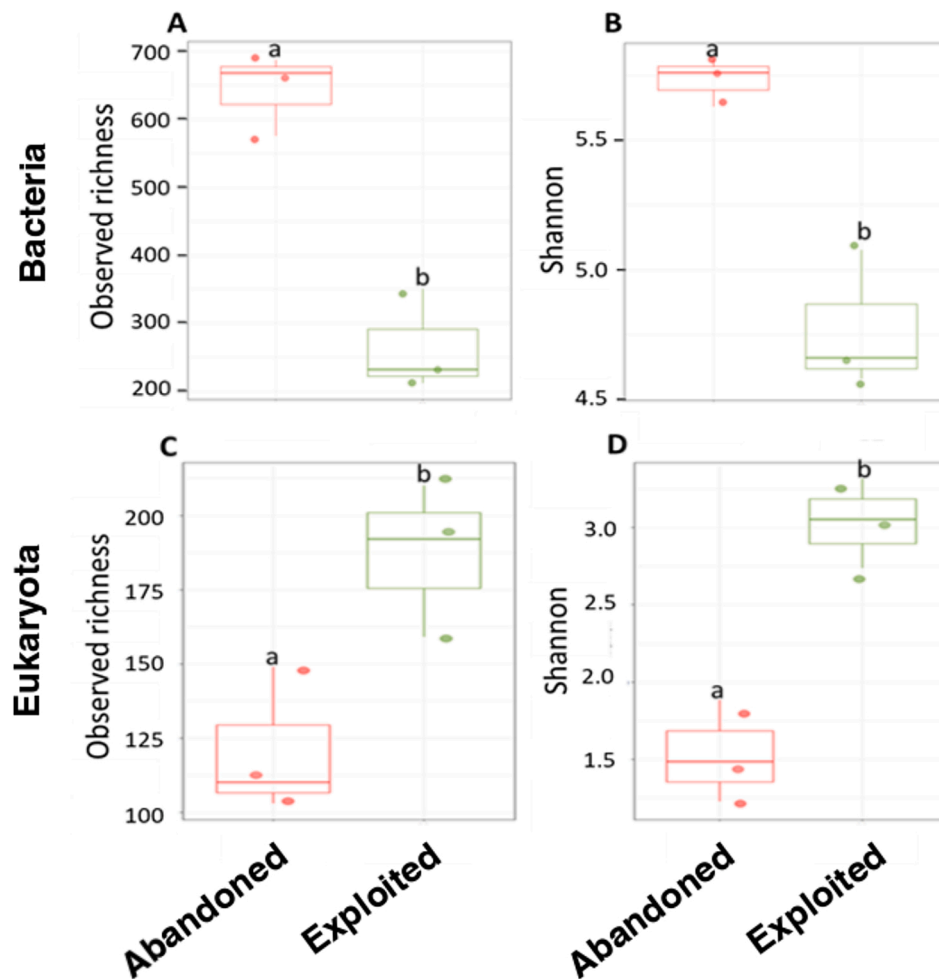 A
B
Bacteria
Observed richness
700
600
500
400
300
200
a
b
Shannon
5.5
5.0
4.5
a
b
C
D
Eukaryota
Observed richness
200
175
150
125
100
a
b
Shannon
3.0
2.5
2.0
1.5
a
b
Abandoned
Exploited
Abandoned
Exploited